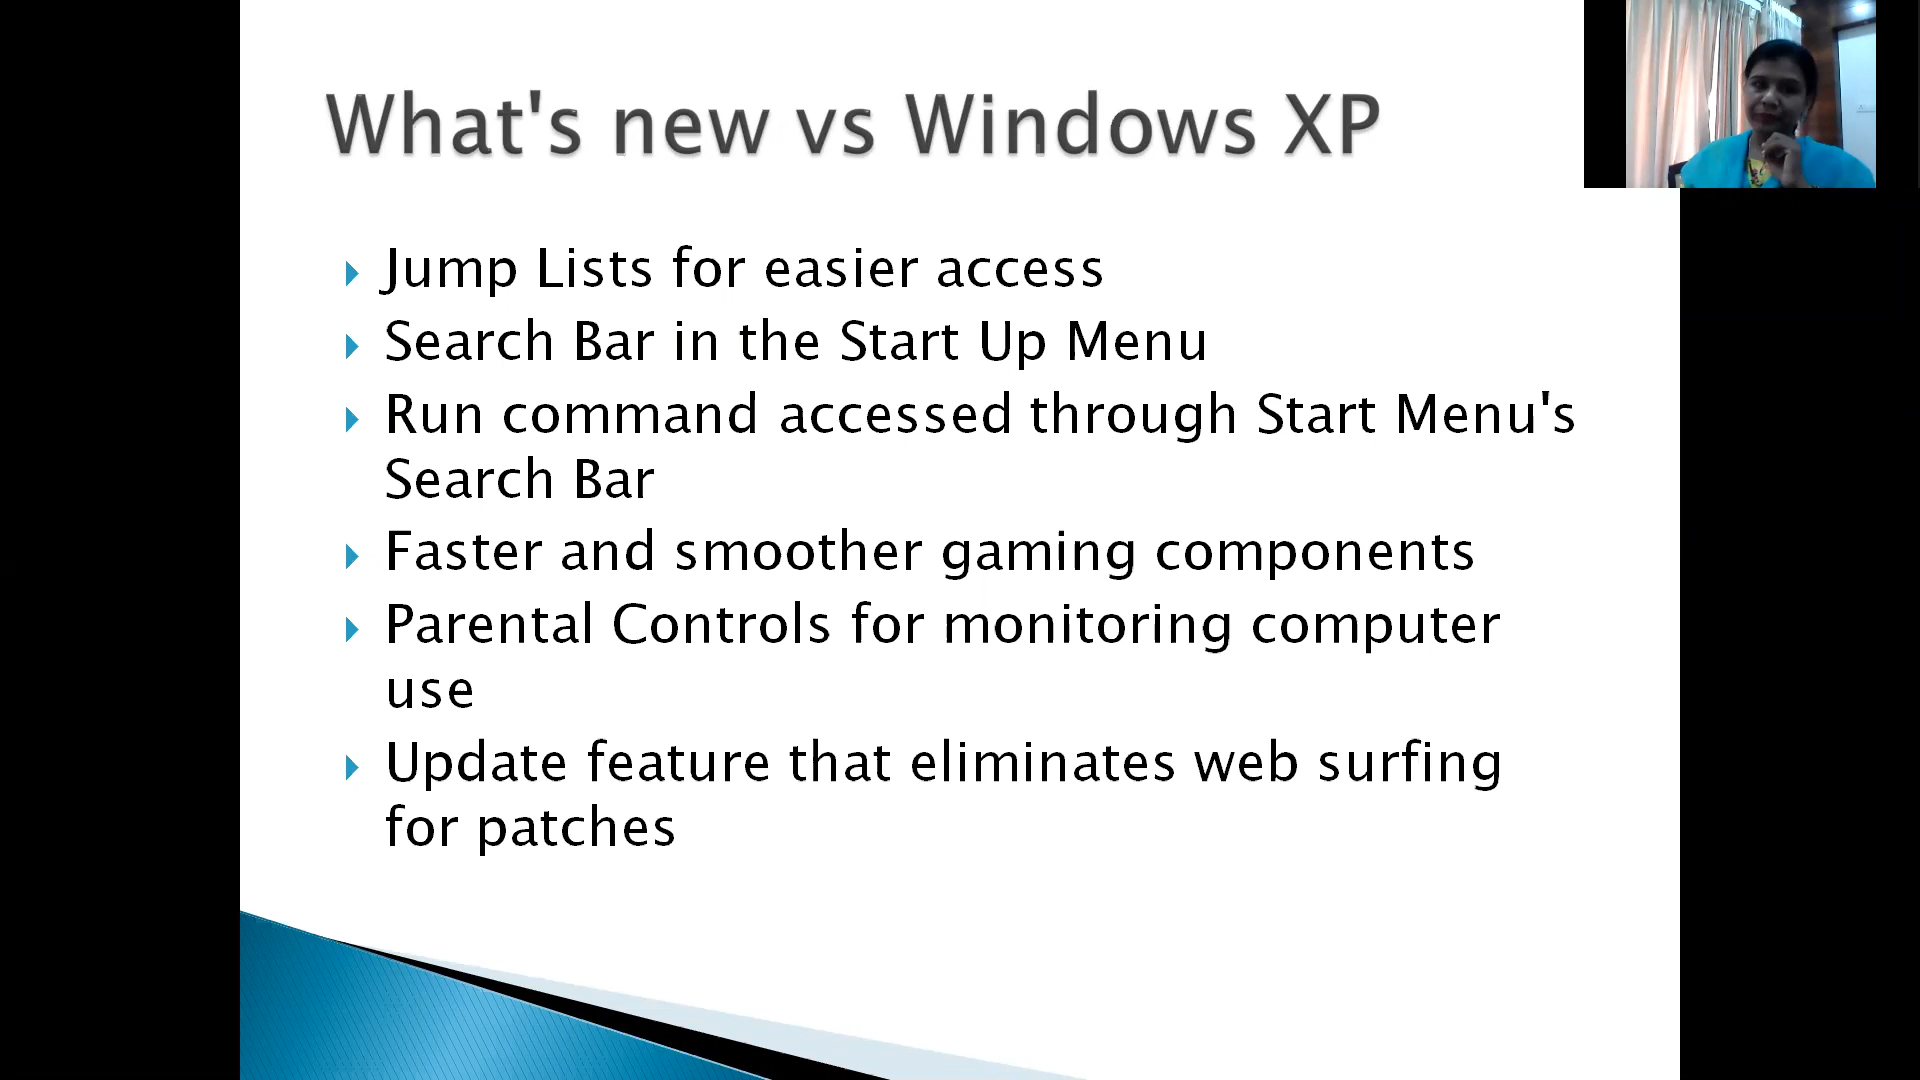 What's new vs Windows XP
Jump Lists for easier access
Search Bar in the Start Up Menu
Run command accessed through Start Menu's
Search Bar
Faster and smoother gaming components
Parental Controls for monitoring computer
use
Update feature that eliminates web surfing
for patches